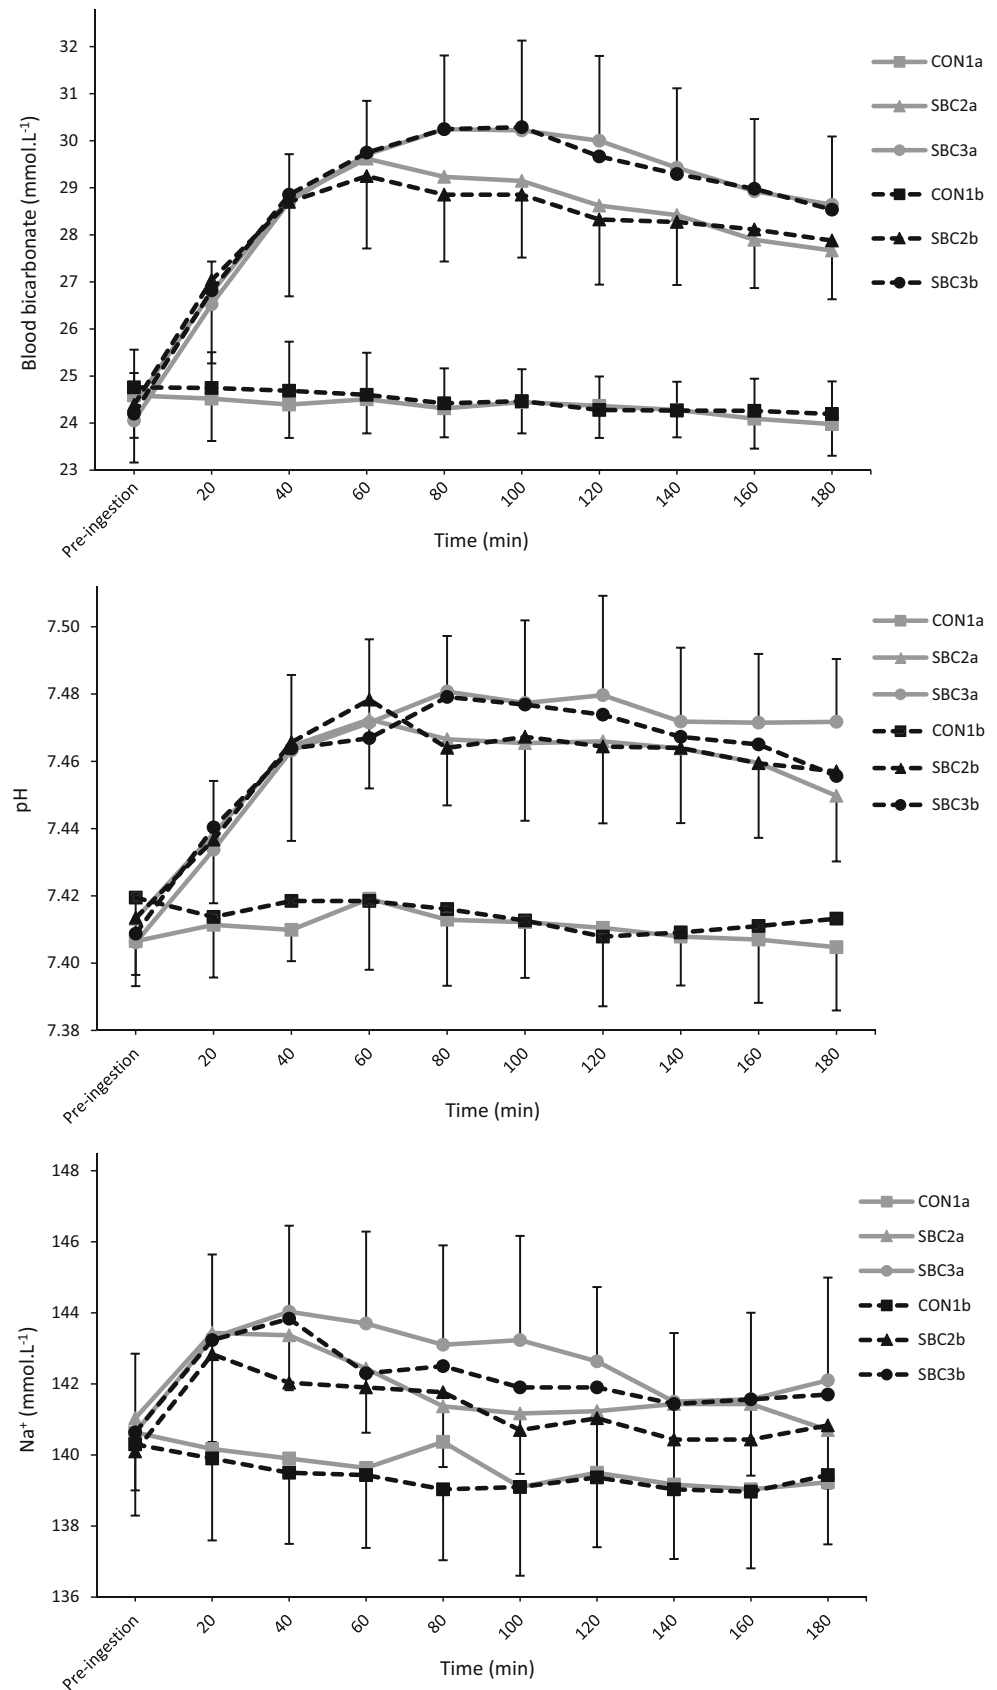 32
31
30
29
28
27
26
25
24
23
Blood bicarbonate (mmol.L⁻¹)
Pre-ingestion 20 40 60 80 100 120 140 160 180
Time (min)
CON1a
SBC2a
SBC3a
CON1b
SBC2b
SBC3b
7.50
7.48
7.46
7.44
7.42
7.40
7.38
pH
Pre-ingestion 20 40 60 80 100 120 140 160 180
Time (min)
CON1a
SBC2a
SBC3a
CON1b
SBC2b
SBC3b
148
146
144
142
140
138
136
Na⁺ (mmol.L⁻¹)
Pre-ingestion 20 40 60 80 100 120 140 160 180
Time (min)
CON1a
SBC2a
SBC3a
CON1b
SBC2b
SBC3b